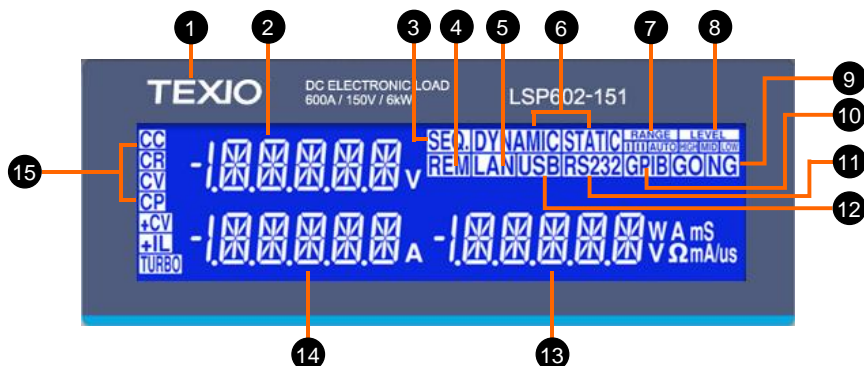 1 2 3 4 5 6 7 8
TEXIO DC ELECTRONIC LOAD LSP602-151
600A / 150V / 6kW
9
10
11
12
15
CC SEQ. DYNAMIC STATIC RANGE LEVEL
I II AUTO HIGH MID LOW
CR V REM LAN USB RS232 GPIB GO NG
CV
CP
+CV W A mS
+IL A V Ω mA/us
TURBO
14 13